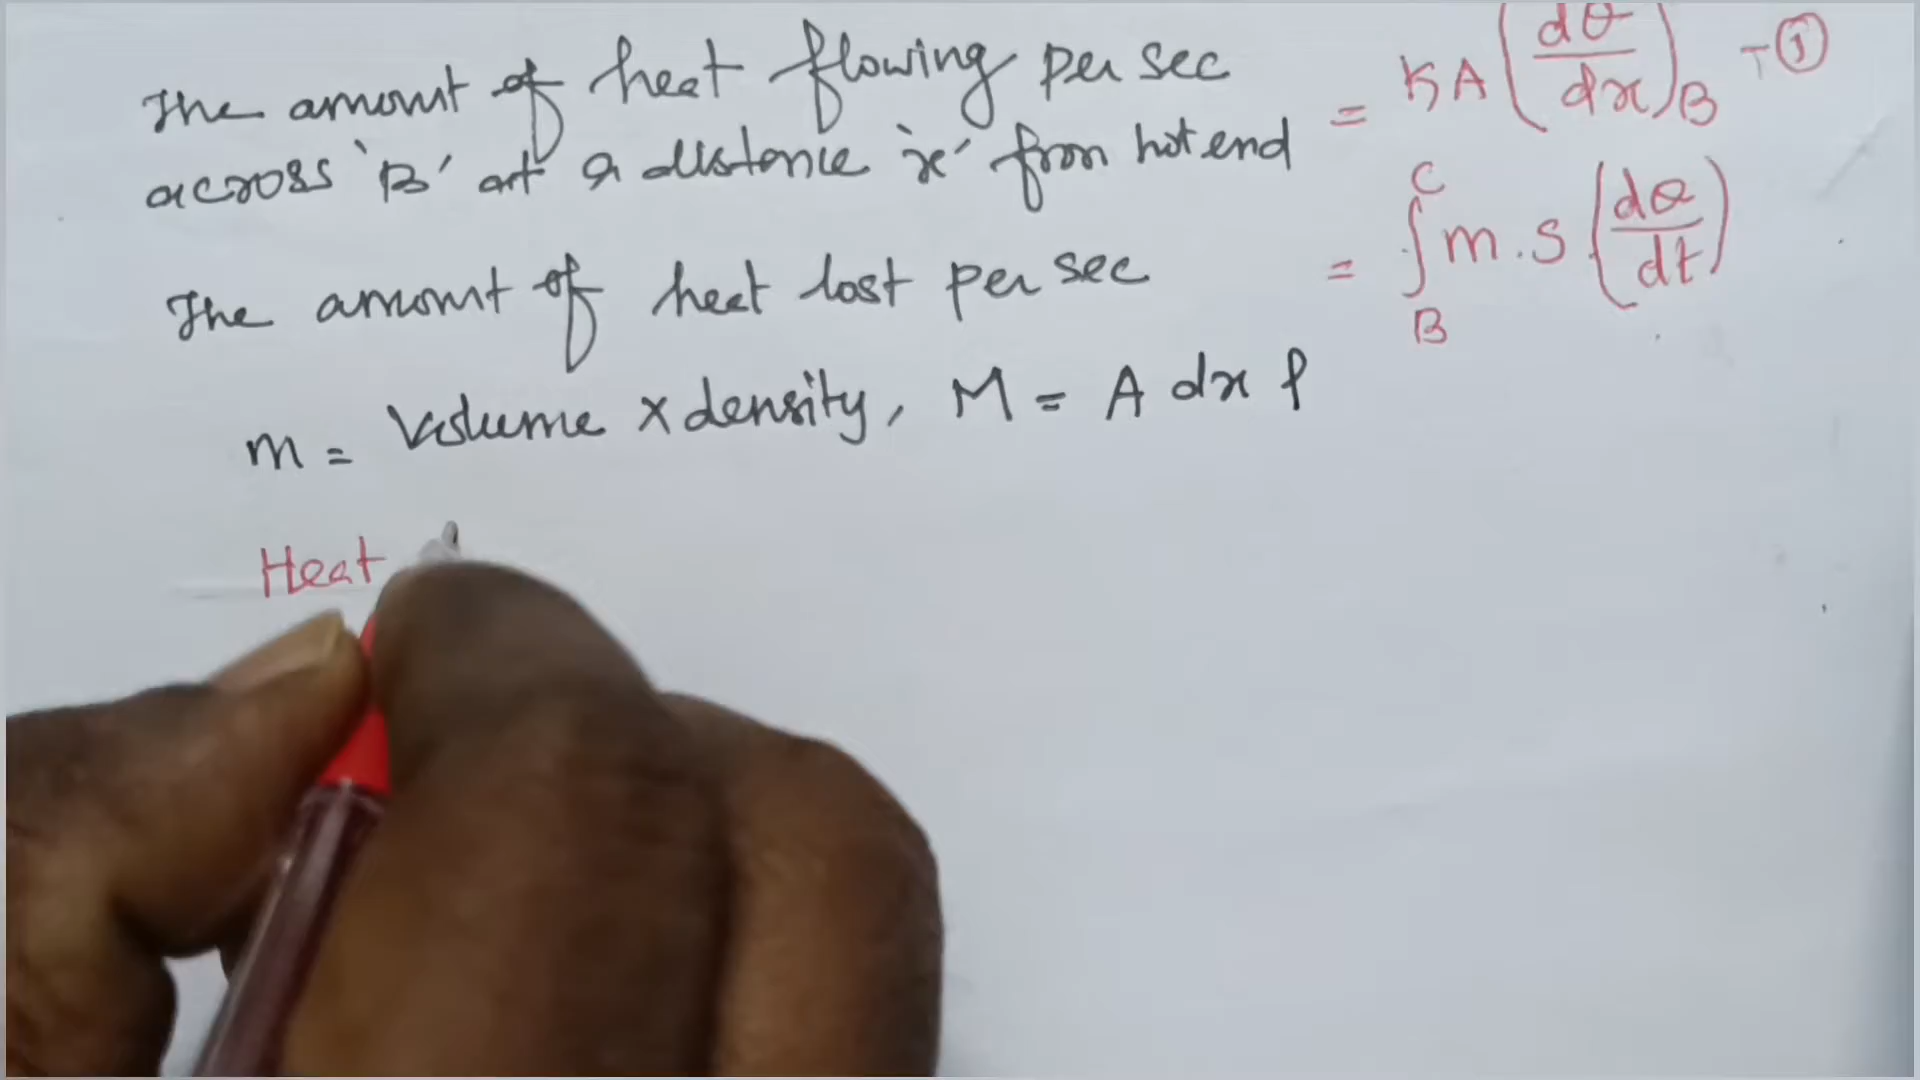 The amount of heat flowing per sec
across 'B' at a distance 'x' from hot end
= KA (dθ/dx)B - ①
The amount of heat lost per sec
= ∫ B C m.s (dθ/dt)
m = Volume x density, M = A dx ρ
Heat